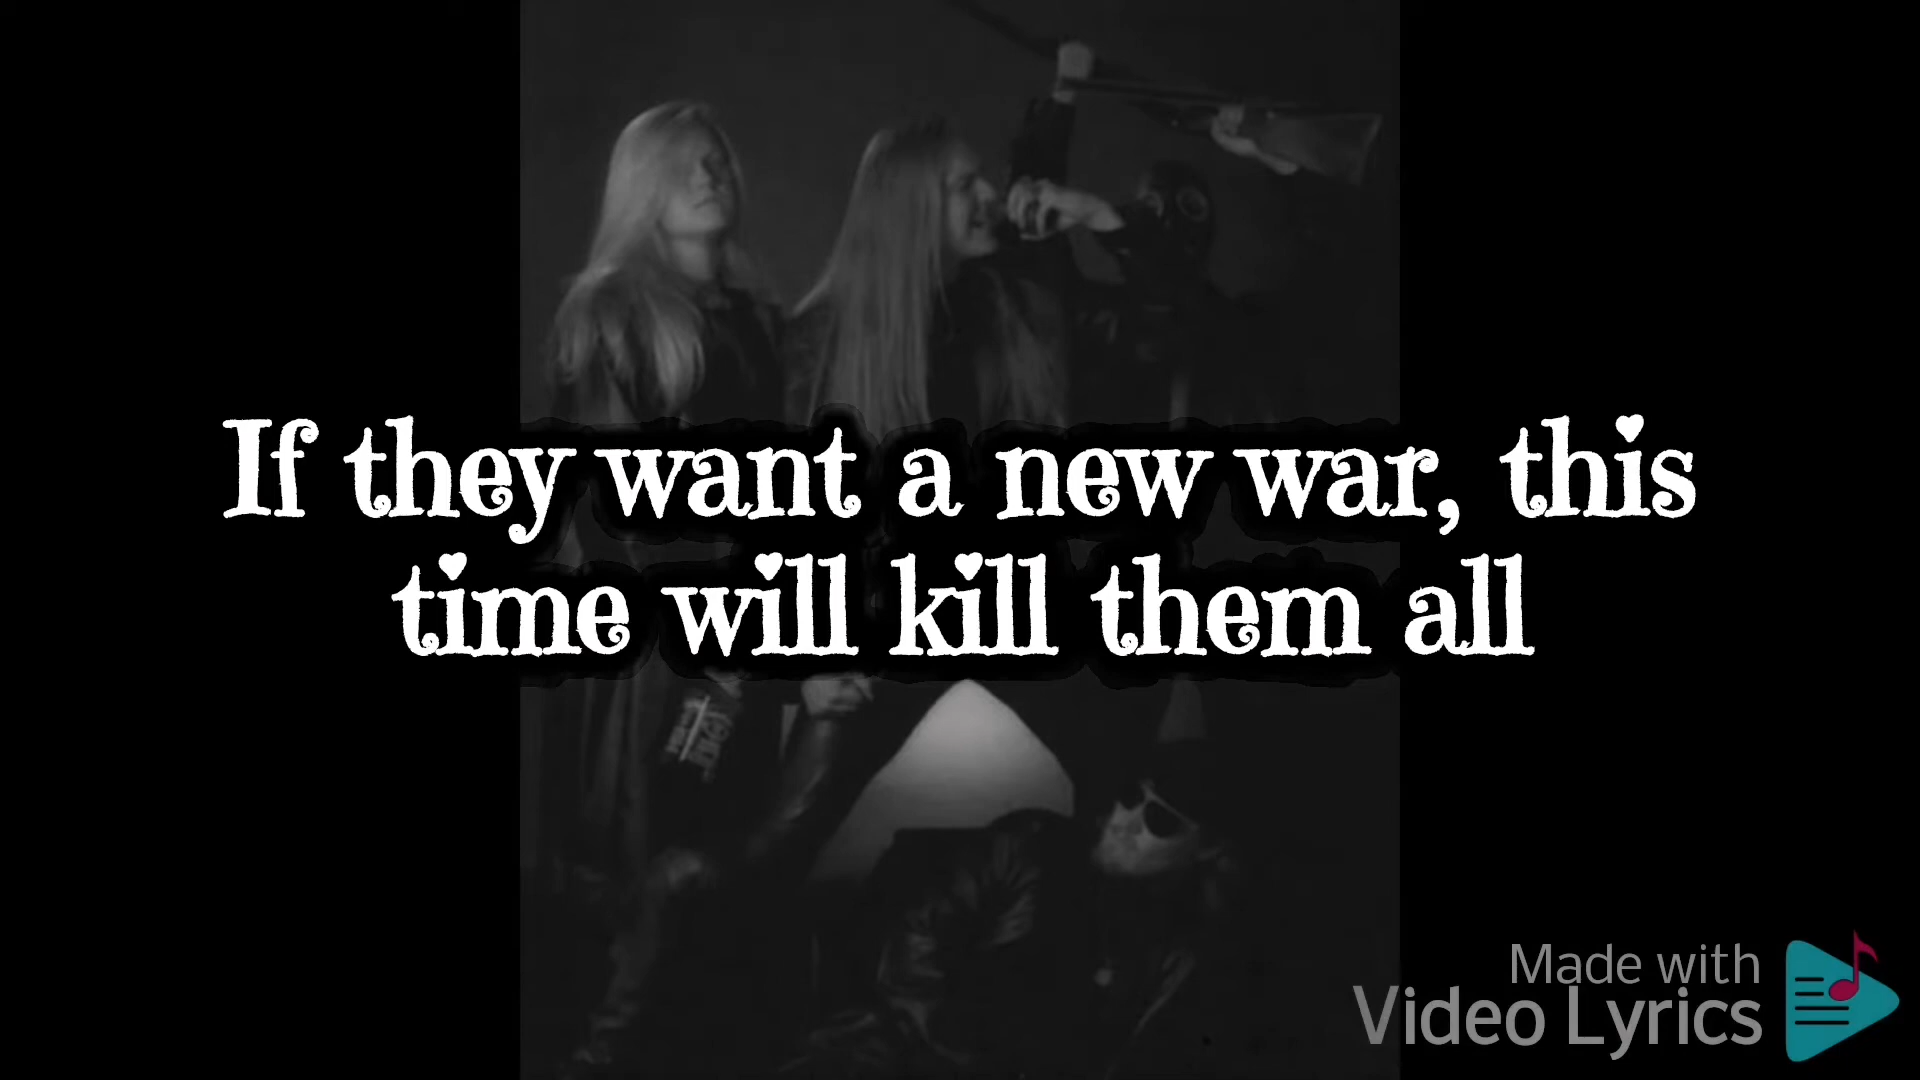 If they want a new war, this
time will kill them all
Made with
Video Lyrics